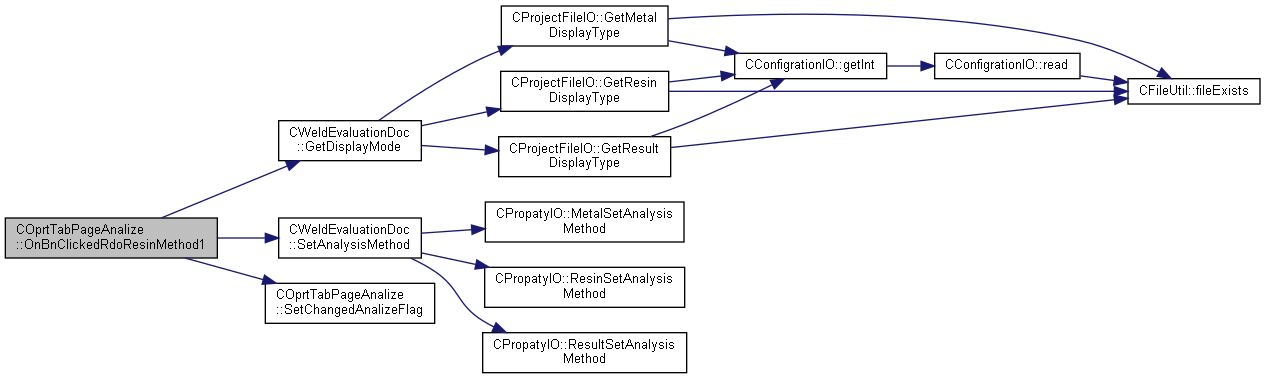 COprtTabPageAnalize
::OnBnClickedRdoResinMethod1
CWeldEvaluationDoc
::GetDisplayMode
CProjectFileIO::GetMetal
DisplayType
CConfigrationIO::getInt
CConfigrationIO::read
CFileUtil::fileExists
CProjectFileIO::GetResin
DisplayType
CProjectFileIO::GetResult
DisplayType
CWeldEvaluationDoc
::SetAnalysisMethod
CPropatyIO::MetalSetAnalysis
Method
CPropatyIO::ResinSetAnalysis
Method
CPropatyIO::ResultSetAnalysis
Method
COprtTabPageAnalize
::SetChangedAnalizeFlag